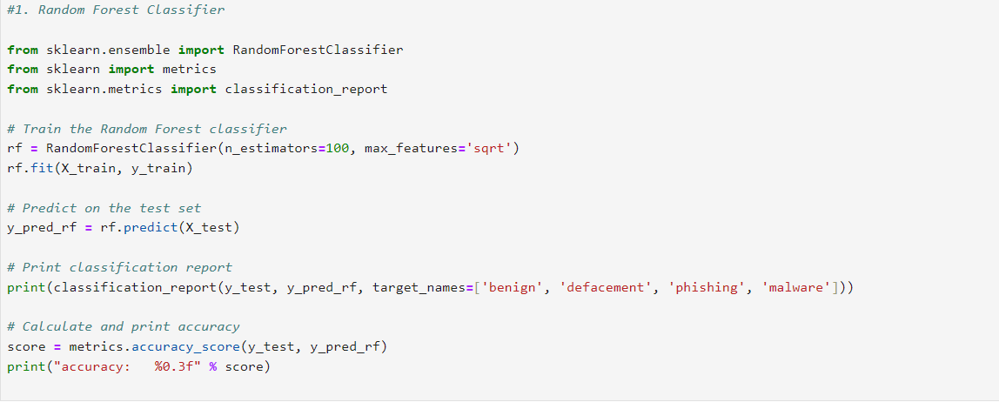 #1. Random Forest Classifier
from sklearn.ensemble import RandomForestClassifier
from sklearn import metrics
from sklearn.metrics import classification_report
# Train the Random Forest classifier
rf = RandomForestClassifier(n_estimators=100, max_features='sqrt')
rf.fit(X_train, y_train)
# Predict on the test set
y_pred_rf = rf.predict(X_test)
# Print classification report
print(classification_report(y_test, y_pred_rf, target_names=['benign', 'defacement', 'phishing', 'malware']))
# Calculate and print accuracy
score = metrics.accuracy_score(y_test, y_pred_rf)
print("accuracy:   %0.3f" % score)